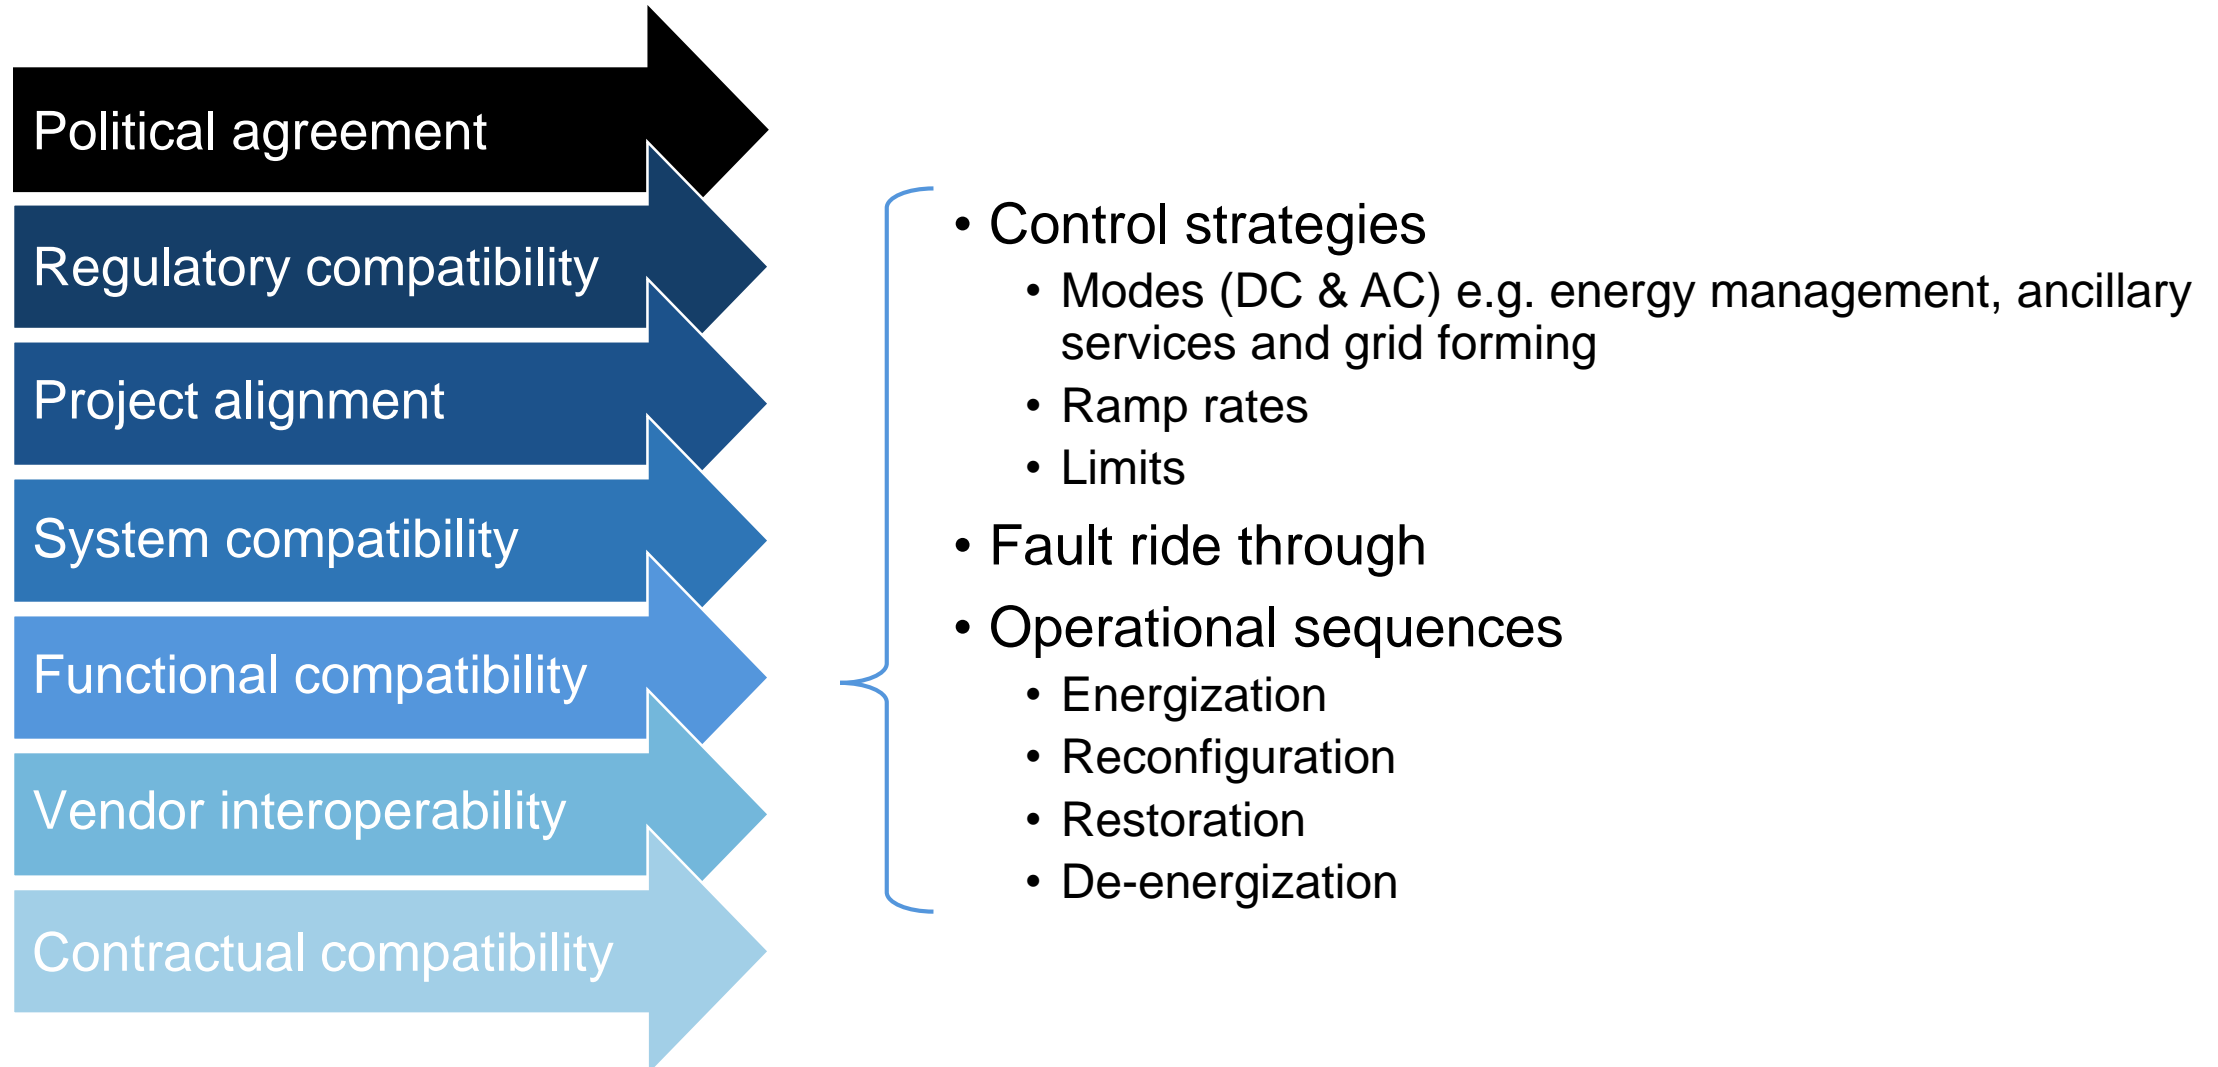 Political agreement
Regulatory compatibility
Project alignment
System compatibility
Functional compatibility
Vendor interoperability
Contractual compatibility
• Control strategies
• Modes (DC & AC) e.g. energy management, ancillary
services and grid forming
• Ramp rates
• Limits
• Fault ride through
• Operational sequences
• Energization
• Reconfiguration
• Restoration
• De-energization